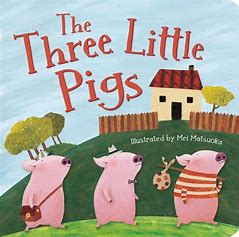 The
Three Little
Pigs
Illustrated by Mei Matsuoka